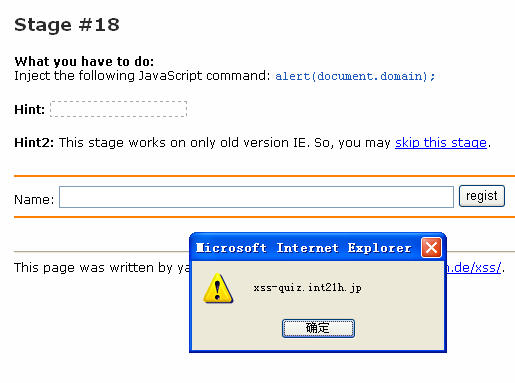 Stage #18
What you have to do:
Inject the following JavaScript command: alert(document.domain);
Hint:
Hint2: This stage works on only old version IE. So, you may skip this stage.
Name:
regist
Microsoft Internet Explorer
xss-quiz.int21h.jp
确定
This page was written by ya
.de/xss/.